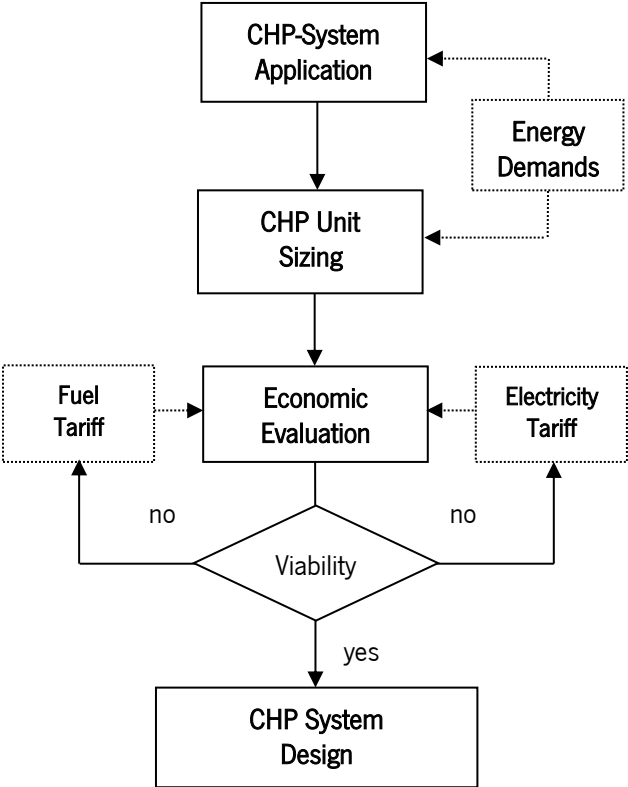 CHP-System
Application
Energy
Demands
CHP Unit
Sizing
Fuel
Tariff
Economic
Evaluation
Electricity
Tariff
no
no
Viability
yes
CHP System
Design